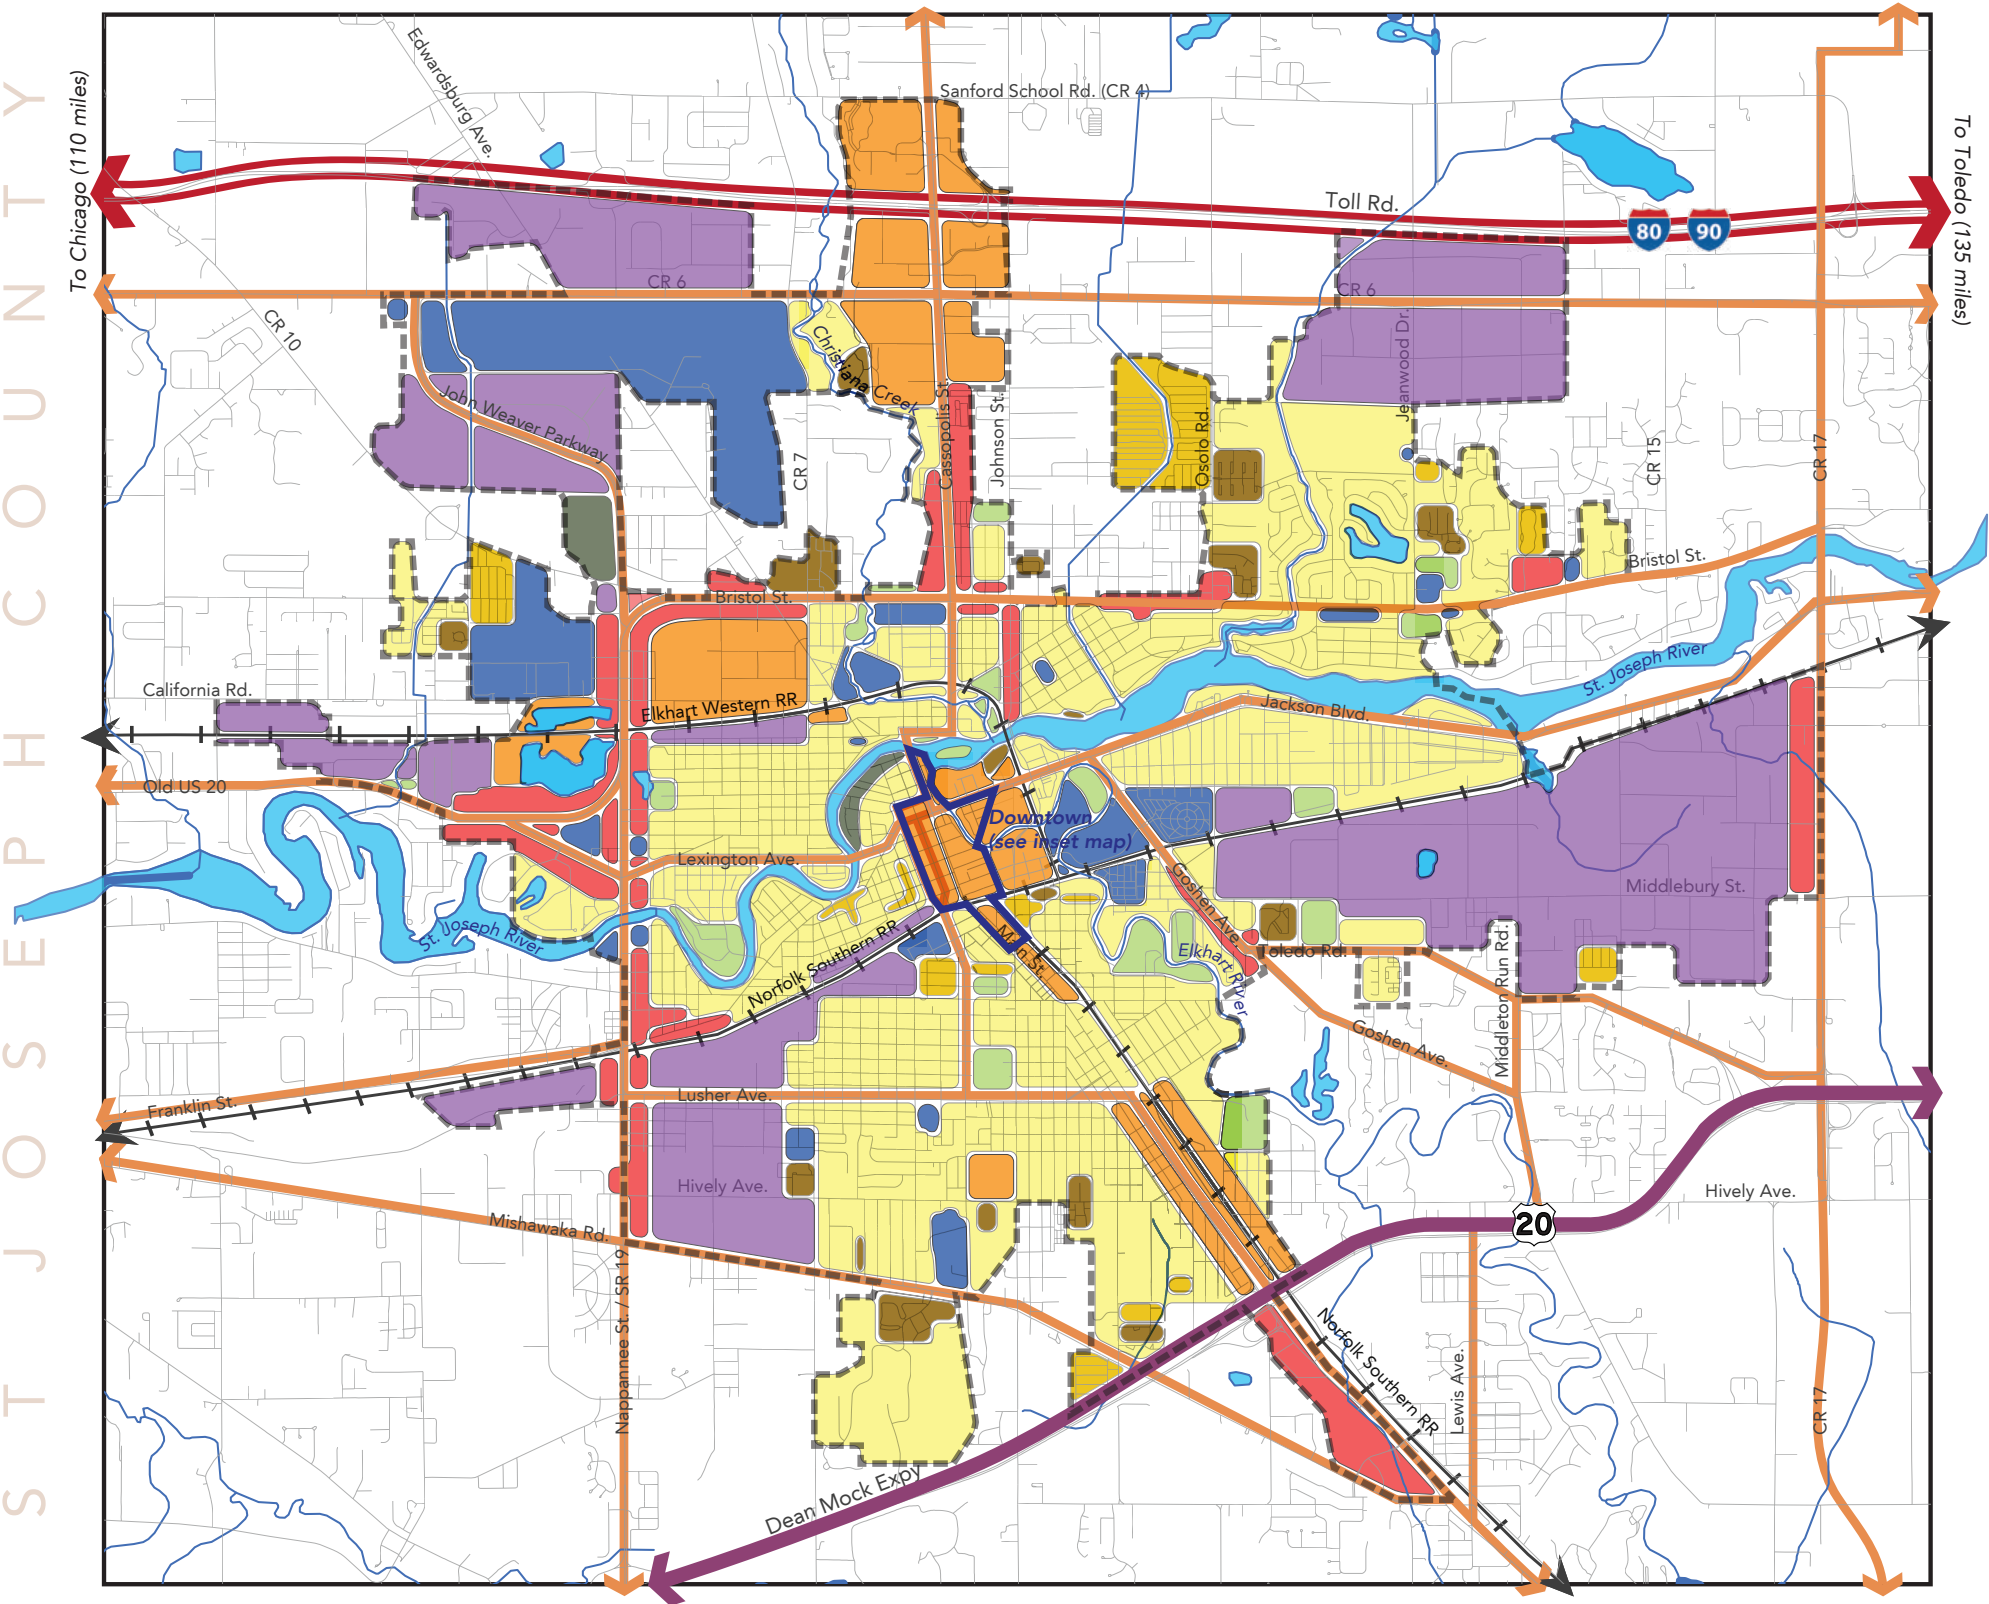 ST JOSEPH COUNTY
To Chicago (110 miles)
To Toledo (135 miles)
Edwardsburg Ave.
Sanford School Rd. (CR 4)
Toll Rd.
80
90
CR 6
CR 6
CR 10
Christiana Creek
John Weaver Parkway
CR 7
Cassopolis St.
Johnson St.
Osolo Rd.
Jeanwood Dr.
CR 15
CR 17
Bristol St.
Bristol St.
St. Joseph River
California Rd.
Elkhart Western RR
Jackson Blvd.
Old US 20
Downtown
(see inset map)
Lexington Ave.
Goshen Ave.
Middlebury St.
St. Joseph River
Norfolk Southern RR
Main St.
Elkhart River
Toledo Rd.
Middleton Run Rd.
Goshen Ave.
Franklin St.
Lusher Ave.
Hively Ave.
Hively Ave.
20
Mishawaka Rd.
Nappannee St. / SR 19
Norfolk Southern RR
Lewis Ave.
CR 17
Dean Mock Expy